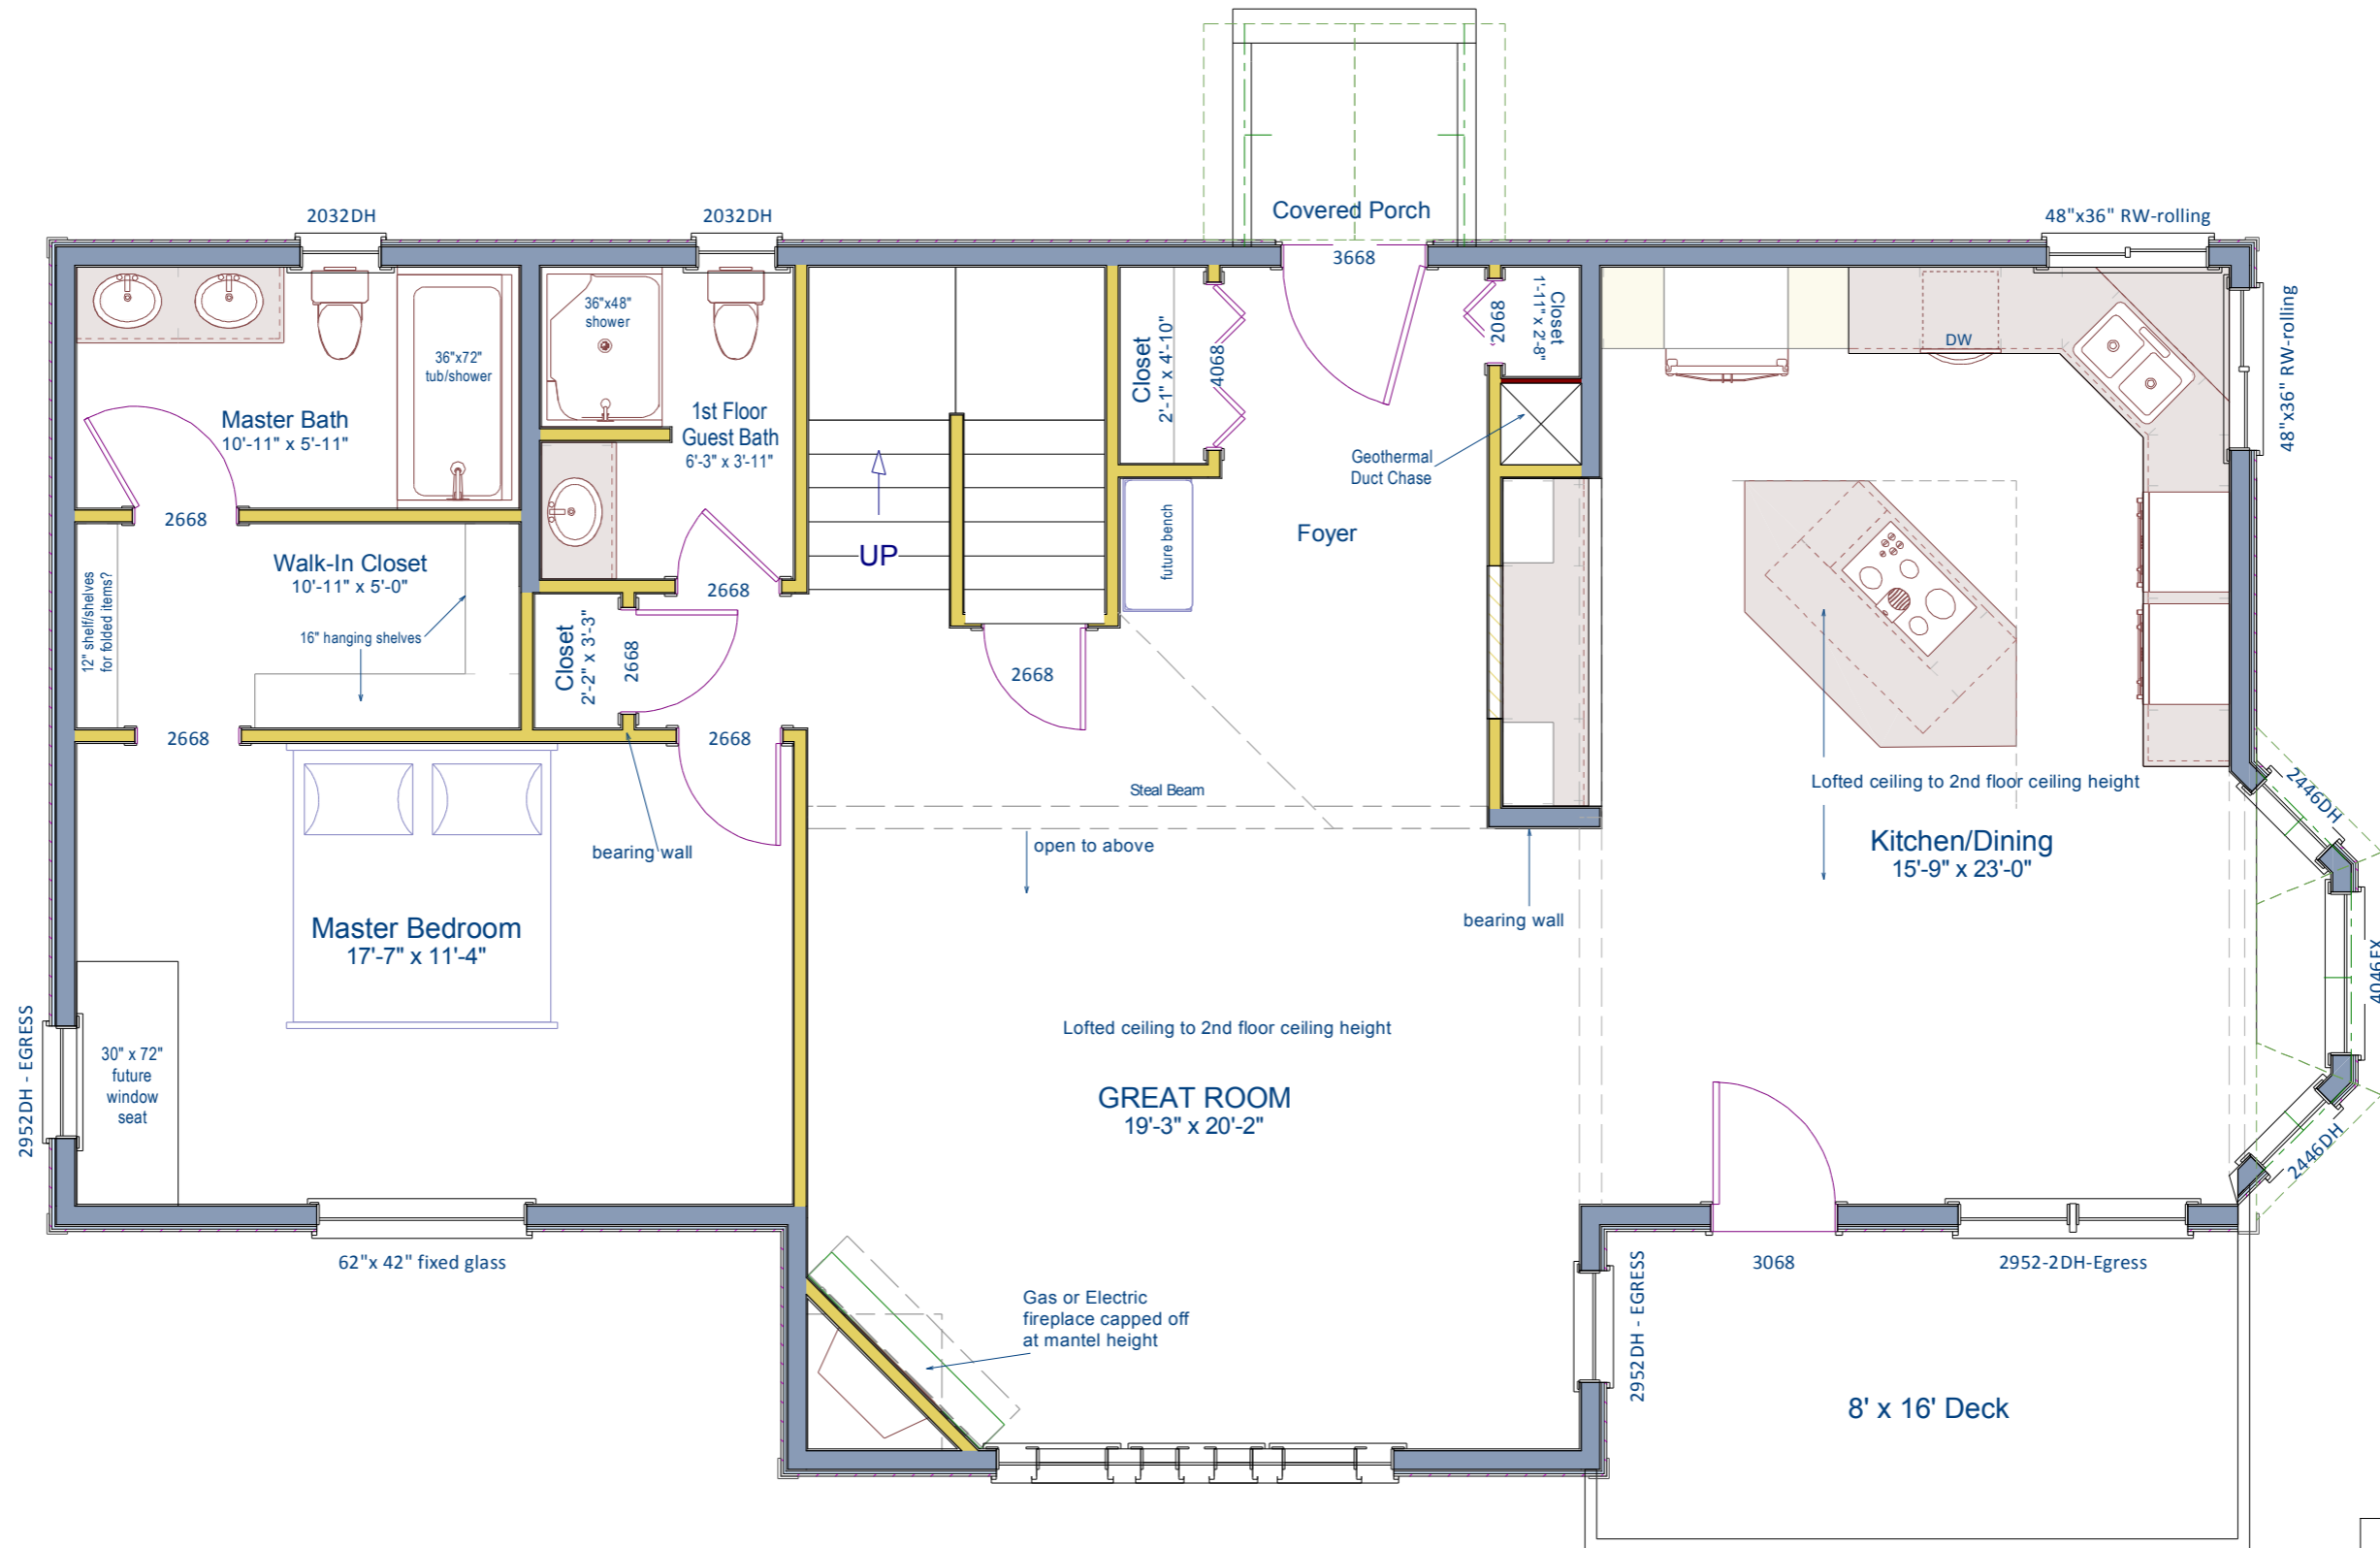 2032DH
2032DH
Covered Porch
3668
48"x36" RW-rolling
48"x36" RW-rolling
36"x72"
tub/shower
Master Bath
10'-11" x 5'-11"
36"x48"
shower
1st Floor
Guest Bath
6'-3" x 3'-11"
Closet
2'-1" x 4'-10"
4068
2068
Closet
1'-11" x 2'-8"
DW
Geothermal
Duct Chase
2668
Walk-In Closet
10'-11" x 5'-0"
12" shelf/shelves
for folded items?
16" hanging shelves
UP
future bench
Foyer
2668
Closet
2'-2" x 3'-3"
2668
2668
2668
2668
Steal Beam
open to above
bearing wall
bearing wall
Lofted ceiling to 2nd floor ceiling height
Kitchen/Dining
15'-9" x 23'-0"
2446DH
4046FX
2446DH
Master Bedroom
17'-7" x 11'-4"
2952DH - EGRESS
30" x 72"
future
window
seat
Lofted ceiling to 2nd floor ceiling height
GREAT ROOM
19'-3" x 20'-2"
62"x 42" fixed glass
Gas or Electric
fireplace capped off
at mantel height
2952DH - EGRESS
3068
2952-2DH-Egress
8' x 16' Deck